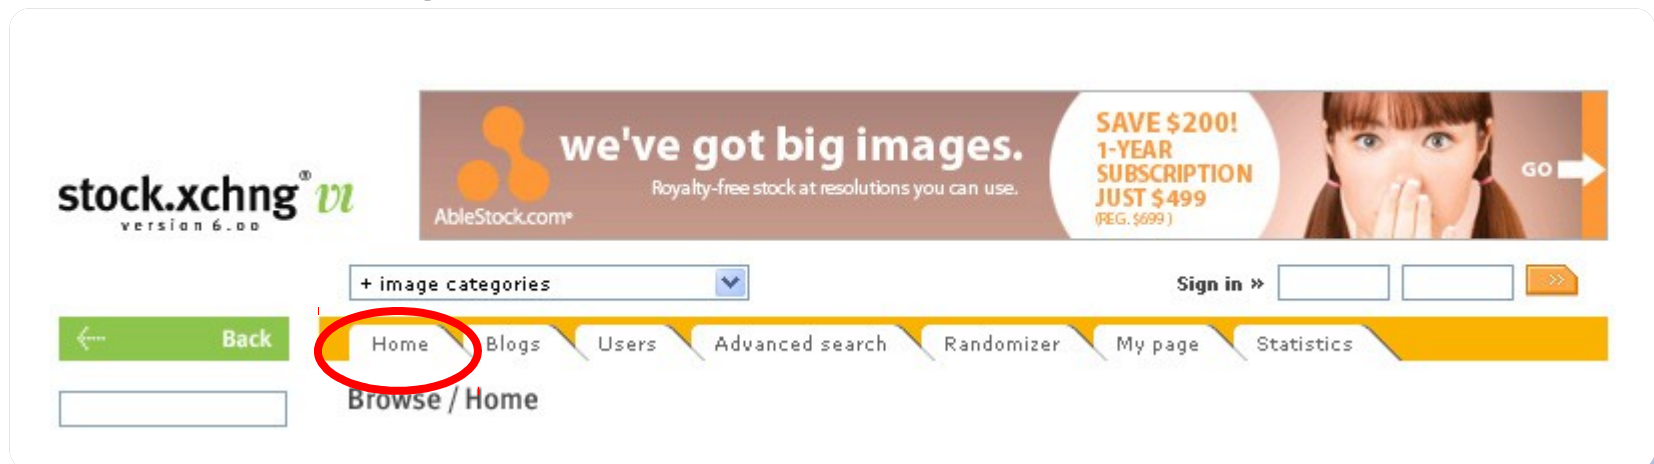 we've got big images.
Royalty-free stock at resolutions you can use.
AbleStock.com
SAVE $200!
1-YEAR
SUBSCRIPTION
JUST $499
(REG. $699)
GO
stock.xchng® vi
version 6.00
+ image categories
Sign in »
»
Back
Home Blogs Users Advanced search Randomizer My page Statistics
Browse / Home